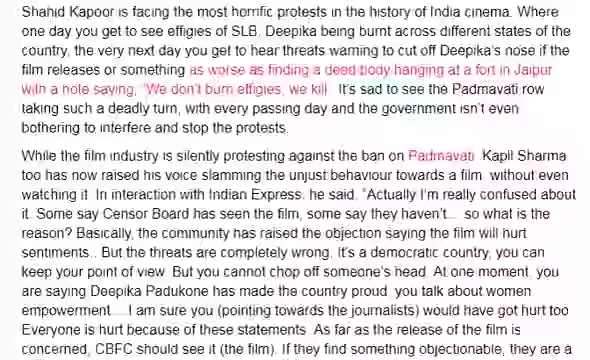 Shahid Kapoor is facing the most horrific protests in the history of India cinema. Where
one day you get to see effigies of SLB, Deepika being burnt across different states of the
country, the very next day you get to hear threats warning to cut off Deepika's nose if the
film releases or something as worse as finding a deed body hanging at a fort in Jaipur
with a note saying, "We don't burn effigies, we kill. It's sad to see the Padmavati row
taking such a deadly turn, with every passing day and the government isn't even
bothering to interfere and stop the protests.
While the film industry is silently protesting against the ban on Padmavati, Kapil Sharma
too has now raised his voice slamming the unjust behaviour towards a film, without even
watching it. In interaction with Indian Express, he said, "Actually I'm really confused about
it. Some say Censor Board has seen the film, some say they haven't... so what is the
reason? Basically, the community has raised the objection saying the film will hurt
sentiments.. But the threats are completely wrong. It's a democratic country, you can
keep your point of view. But you cannot chop off someone's head. At one moment, you
are saying Deepika Padukone has made the country proud, you talk about women
empowerment... I am sure you (pointing towards the journalists) would have got hurt too.
Everyone is hurt because of these statements. As far as the release of the film is
concerned, CBFC should see it (the film). If they find something objectionable, they are a